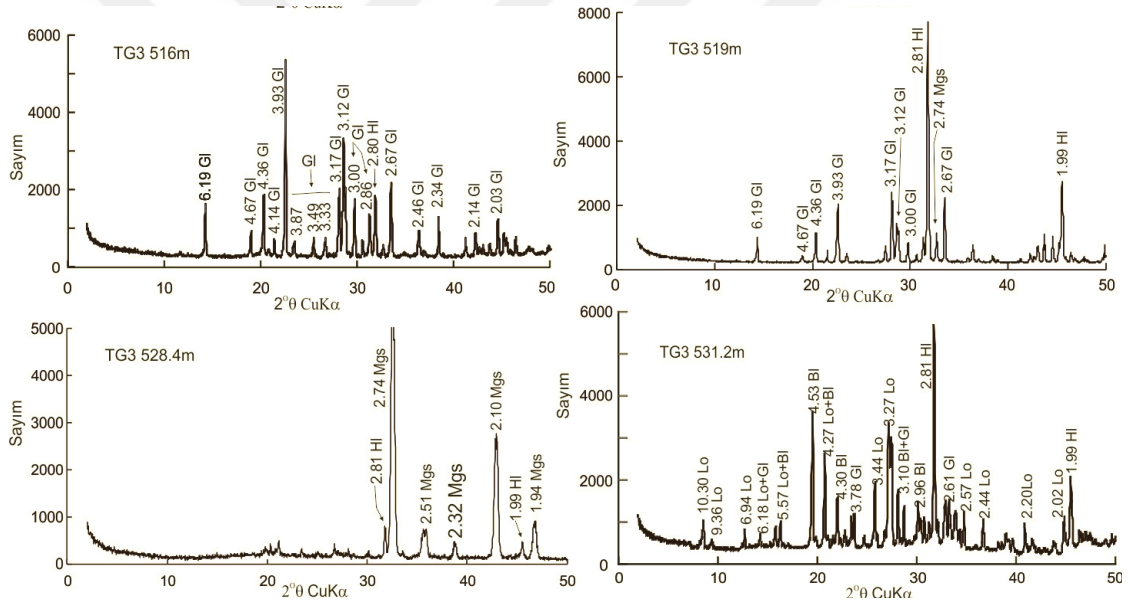 2°θ CuKα
6000
4000
2000
0
Sayım
TG3 516m
6.19 Gl
4.67 Gl
4.36 Gl
4.14 Gl
3.93 Gl
3.87
3.49
3.33
Gl
3.17 Gl
3.12 Gl
3.00
Gl
2.86
2.80 Hl
2.67 Gl
2.46 Gl
2.34 Gl
2.14 Gl
2.03 Gl
0 10 20 30 40 50
2°θ CuKα
8000
6000
4000
2000
0
Sayım
TG3 519m
6.19 Gl
4.67 Gl
4.36 Gl
3.93 Gl
3.17 Gl
3.12 Gl
3.00 Gl
2.81 Hl
2.74 Mgs
2.67 Gl
1.99 Hl
0 10 20 30 40 50
2°θ CuKα
5000
4000
3000
2000
1000
0
Sayım
TG3 528.4m
2.81 Hl
2.74 Mgs
2.51 Mgs
2.32 Mgs
2.10 Mgs
1.99 Hl
1.94 Mgs
0 10 20 30 40 50
2°θ CuKα
6000
4000
2000
0
Sayım
TG3 531.2m
10.30 Lo
9.36 Lo
6.94 Lo
6.18 Lo+Gl
5.57 Lo+Bl
4.53 Bl
4.27 Lo+Bl
4.30 Bl
3.78 Gl
3.44 Lo
3.27 Lo
3.10 Bl+Gl
2.96 Bl
2.81 Hl
2.61 Gl
2.57 Lo
2.44 Lo
2.20Lo
2.02 Lo
1.99 Hl
0 10 20 30 40 50
2°θ CuKα